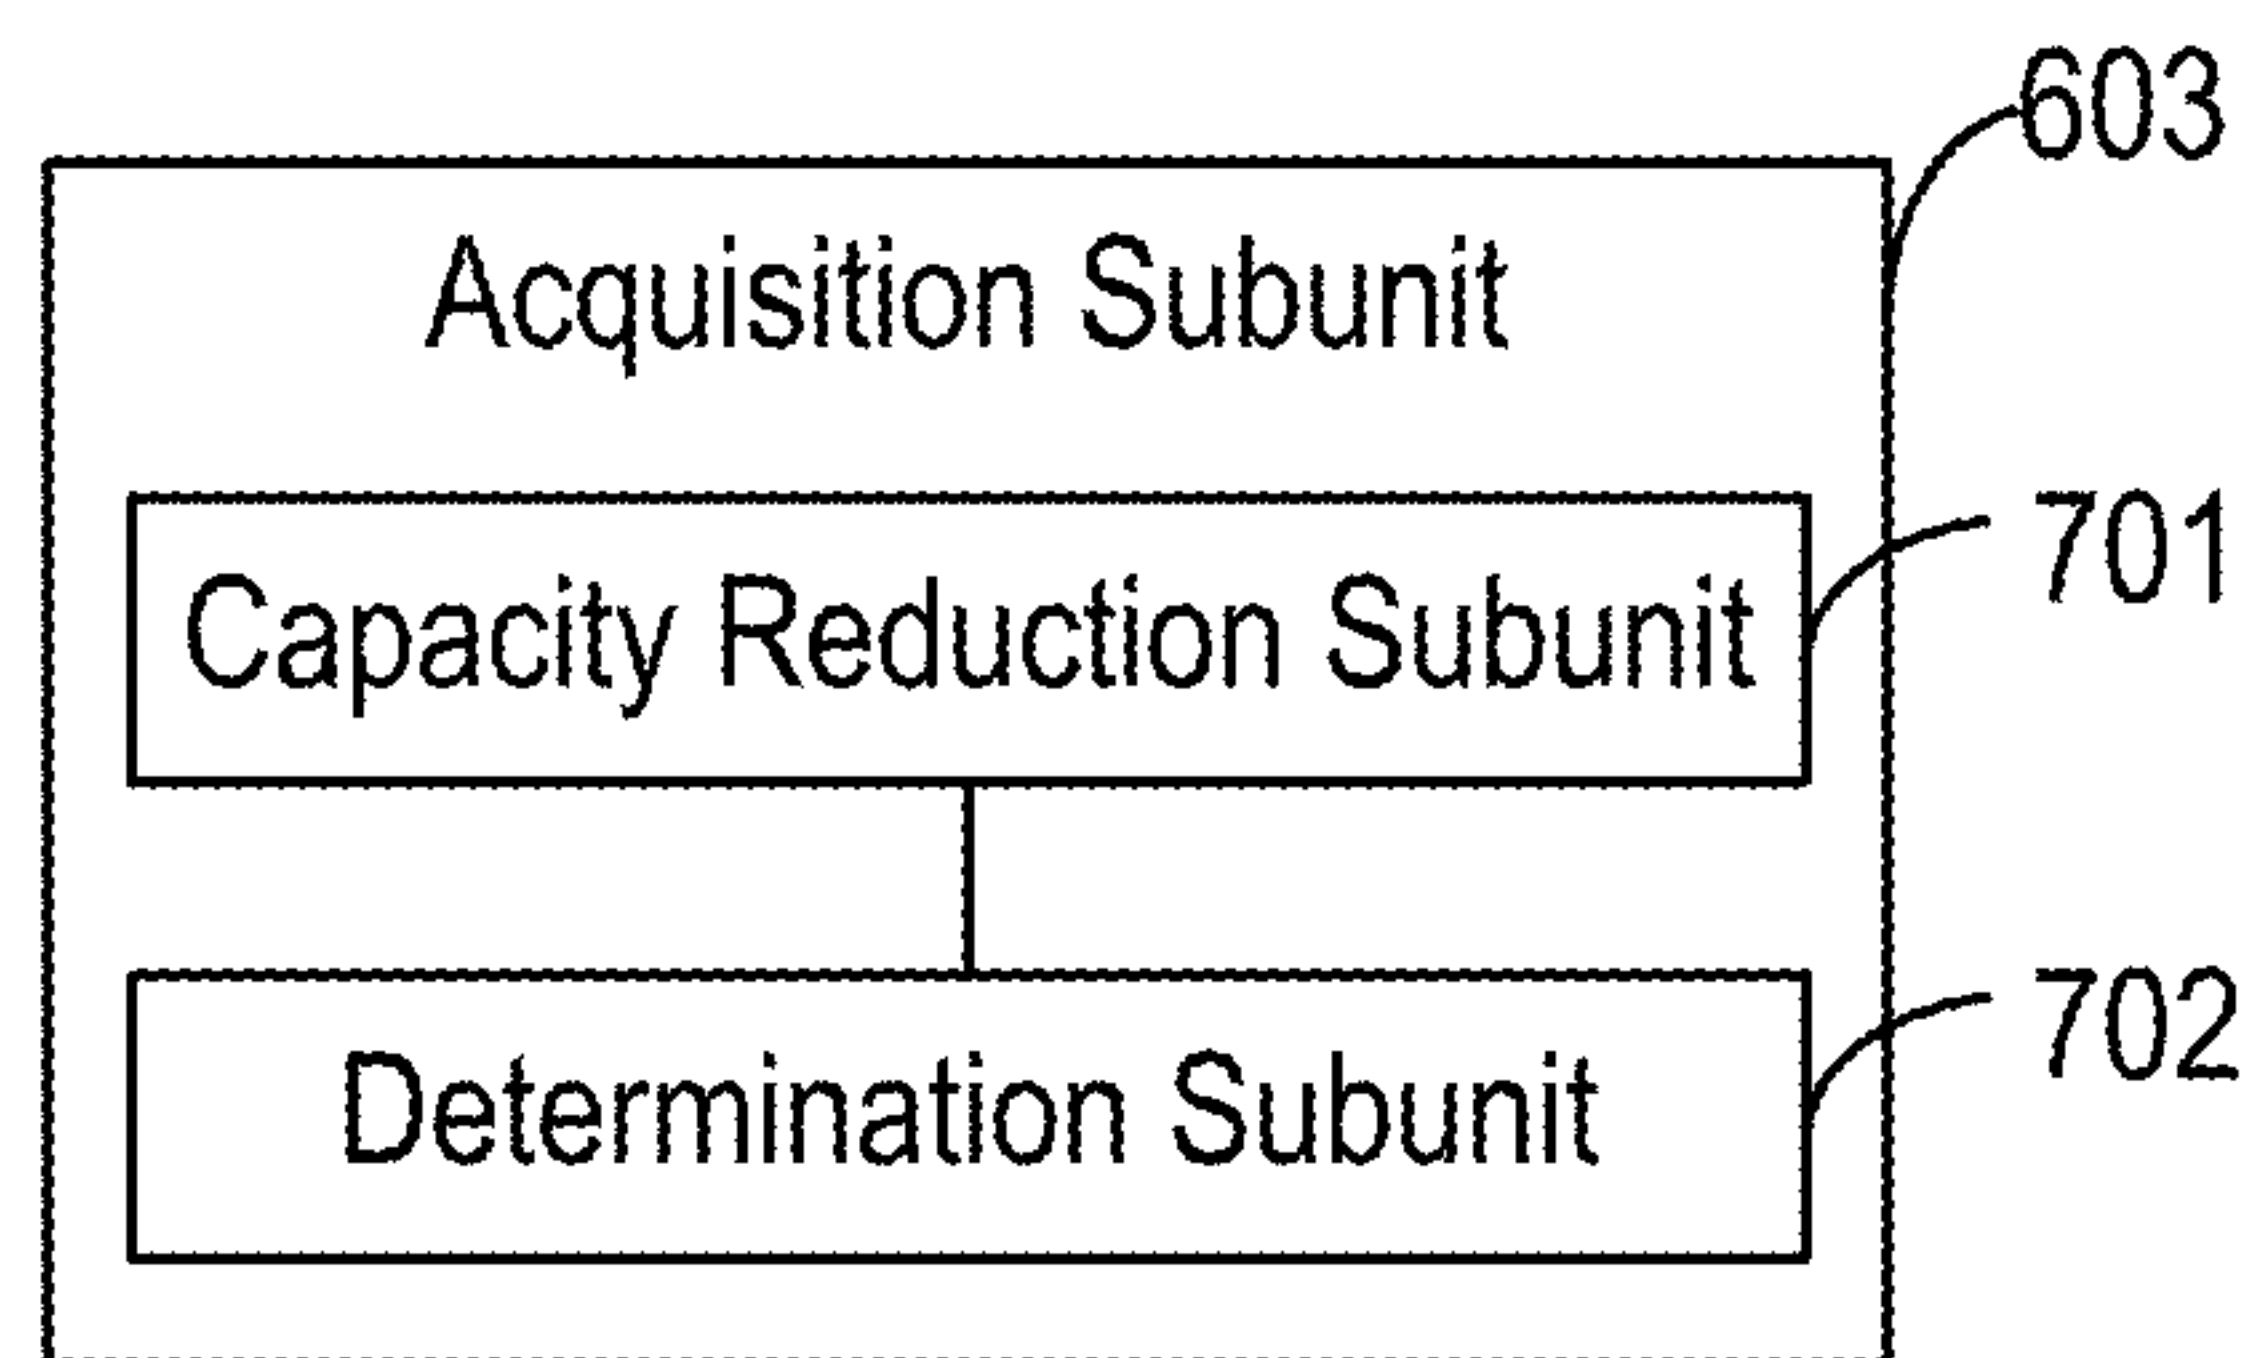 603
Acquisition Subunit
701
Capacity Reduction Subunit
702
Determination Subunit